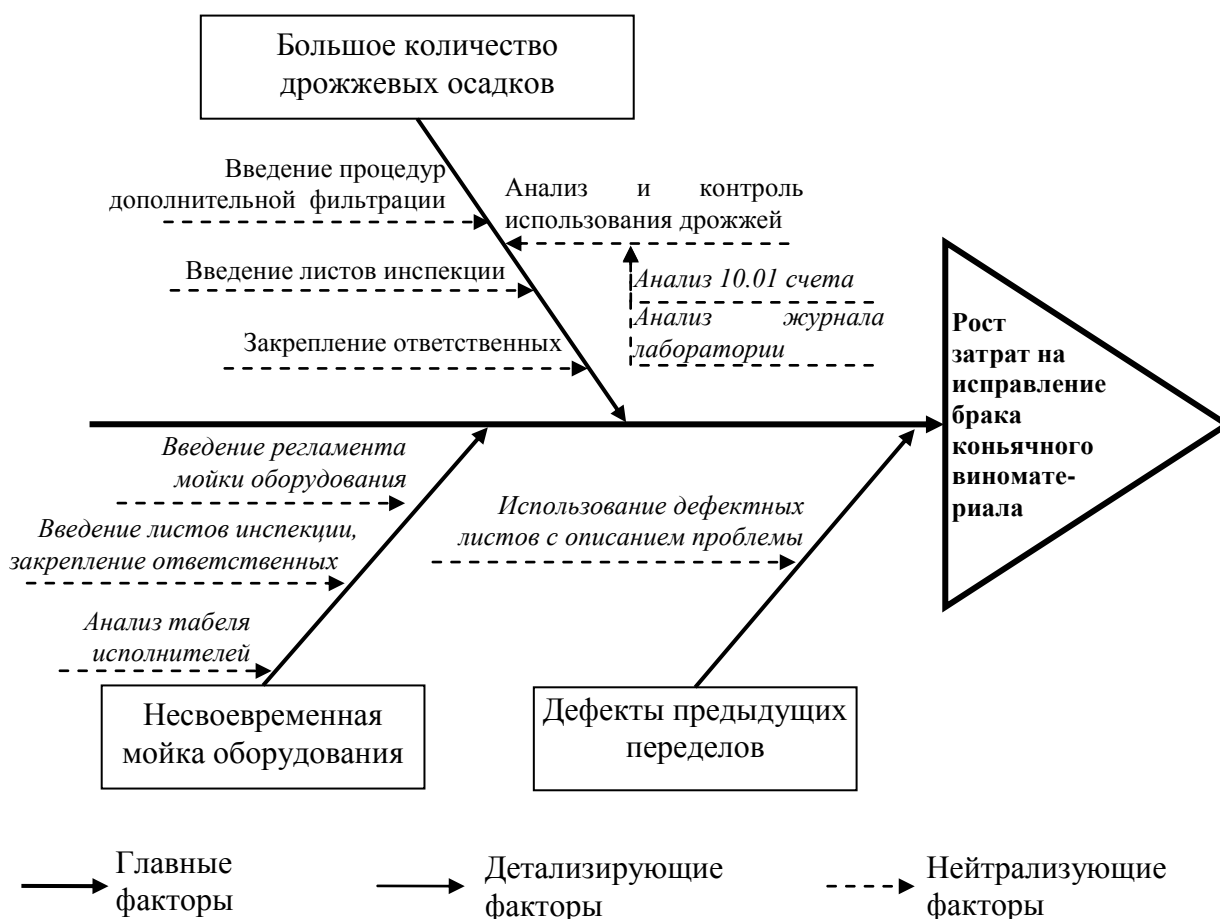 Большое количество
дрожжевых осадков
Введение процедур
дополнительной фильтрации
Анализ и контроль
использования дрожжей
Введение листов инспекции
Анализ 10.01 счета
Анализ журнала
лаборатории
Закрепление ответственных
Рост
затрат на
исправление
брака
коньячного
виномате-
риала
Введение регламента
мойки оборудования
Введение листов инспекции,
закрепление ответственных
Анализ табеля
исполнителей
Использование дефектных
листов с описанием проблемы
Несвоевременная
мойка оборудования
Дефекты предыдущих
переделов
Главные
факторы
Детализирующие
факторы
Нейтрализующие
факторы